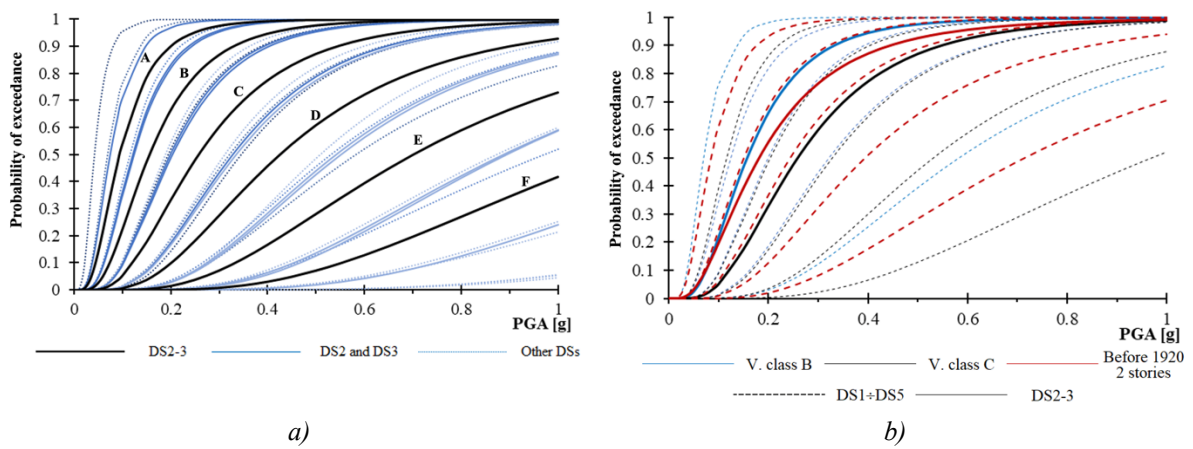 Probability of exceedance
1
0.9
0.8
0.7
0.6
0.5
0.4
0.3
0.2
0.1
0
A
B
C
D
E
F
0
0.2
0.4
0.6
0.8
1
PGA [g]
DS2-3
DS2 and DS3
Other DSs
a)
Probability of exceedance
1
0.9
0.8
0.7
0.6
0.5
0.4
0.3
0.2
0.1
0
0
0.2
0.4
0.6
0.8
1
PGA [g]
V. class B
V. class C
Before 1920
2 stories
DS1÷DS5
DS2-3
b)